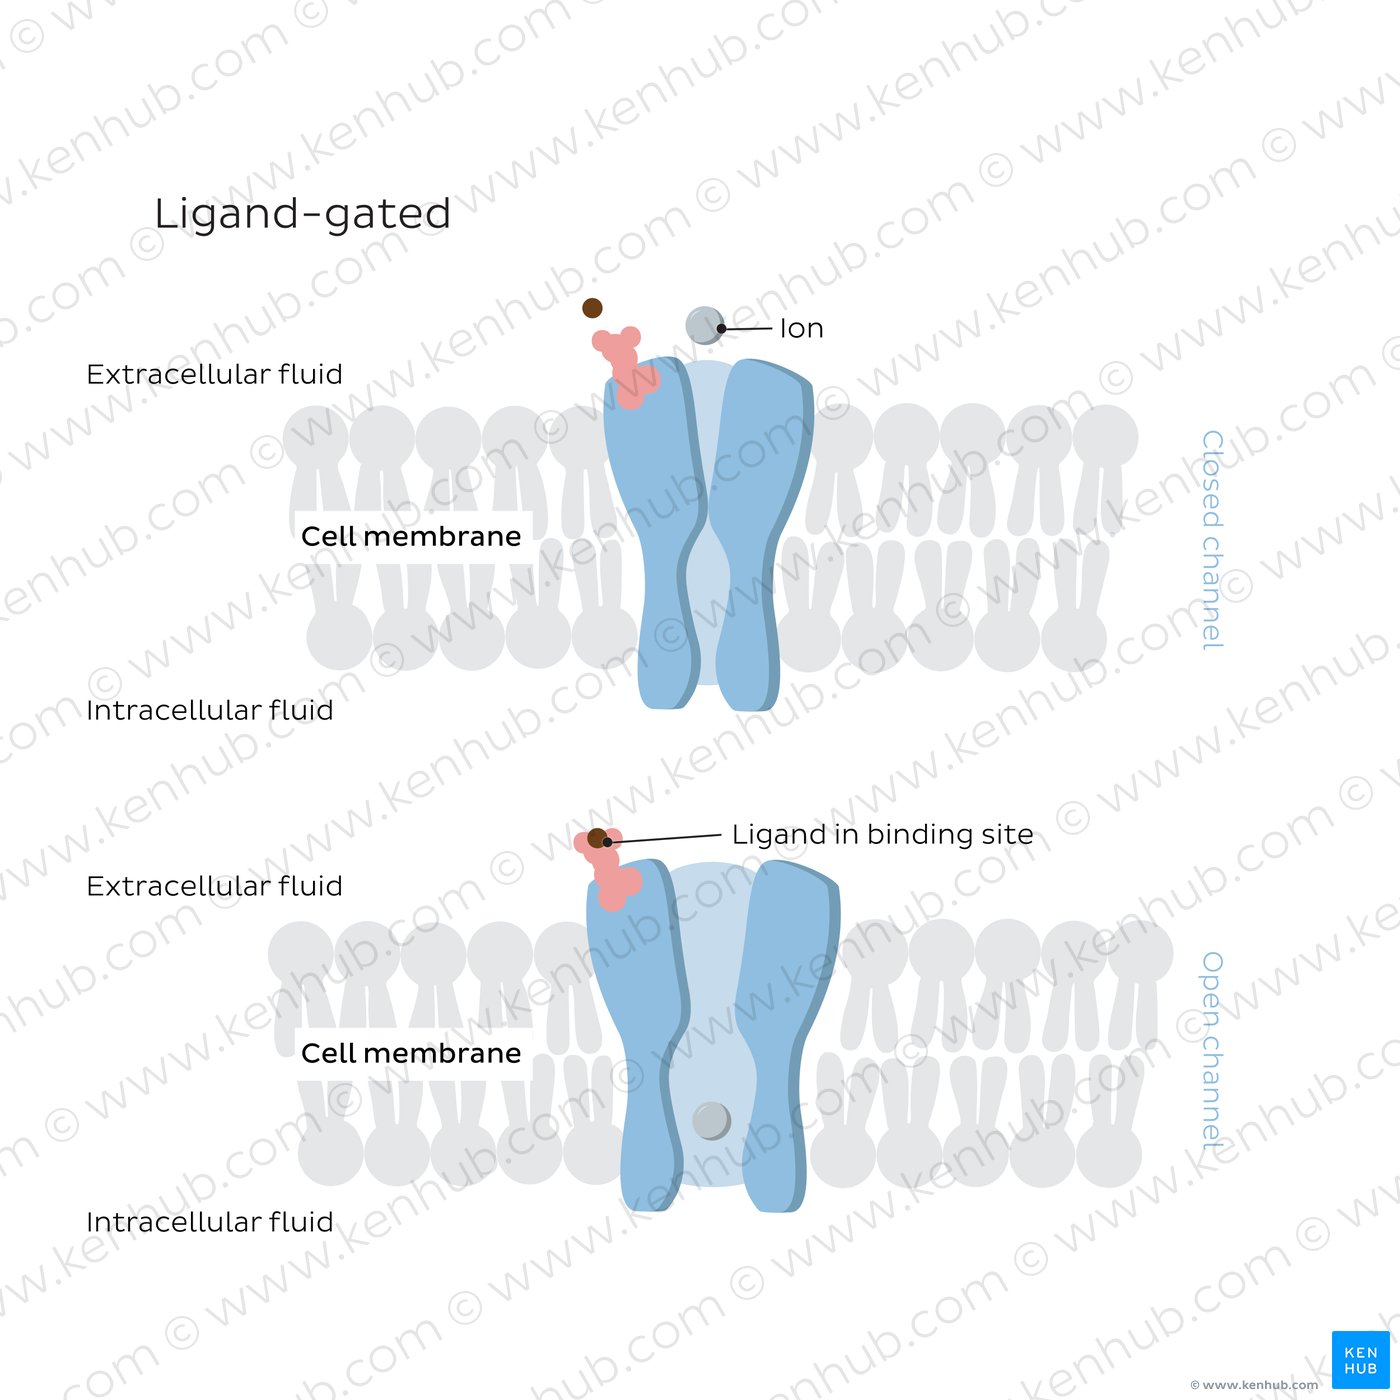 Ligand-gated
Ion
Extracellular fluid
Cell membrane
Closed channel
Intracellular fluid
Ligand in binding site
Extracellular fluid
Cell membrane
Open channel
Intracellular fluid
KEN
HUB
© www.kenhub.com